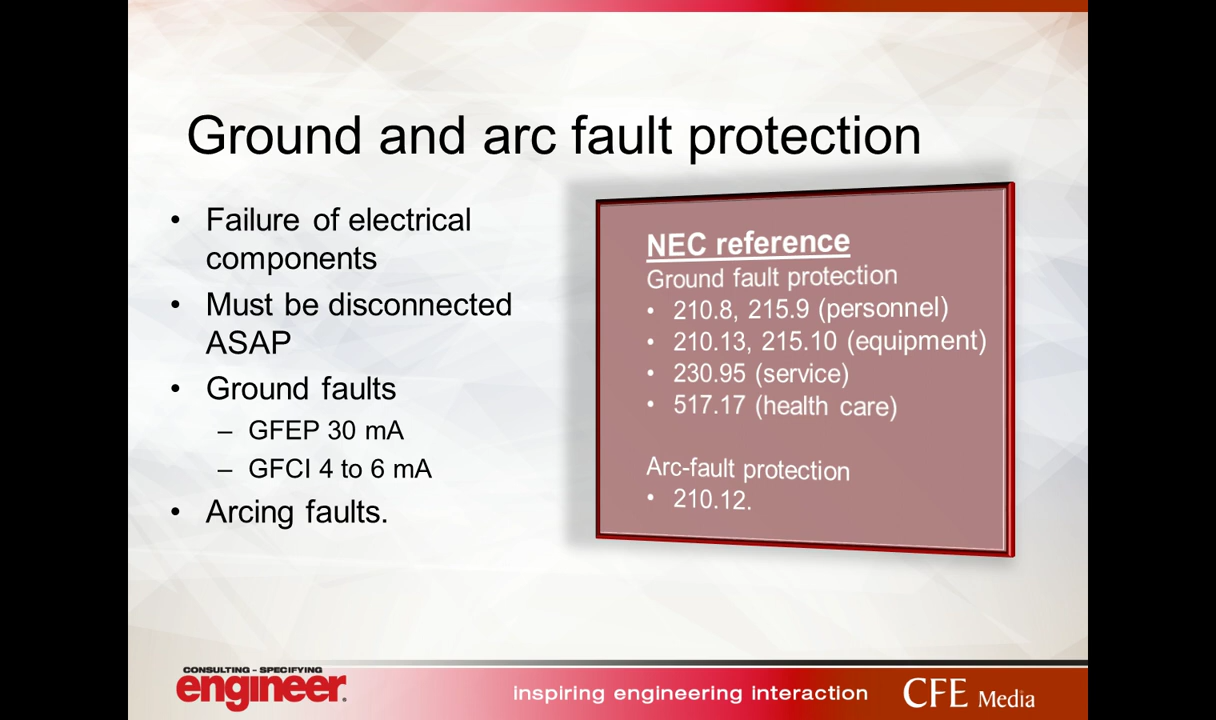 Ground and arc fault protection
• Failure of electrical
components
• Must be disconnected
ASAP
• Ground faults
– GFEP 30 mA
– GFCI 4 to 6 mA
• Arcing faults.
NEC reference
Ground fault protection
• 210.8, 215.9 (personnel)
• 210.13, 215.10 (equipment)
• 230.95 (service)
• 517.17 (health care)
Arc-fault protection
• 210.12.
CONSULTING - SPECIFYING
engineer.
inspiring engineering interaction
CFE Media